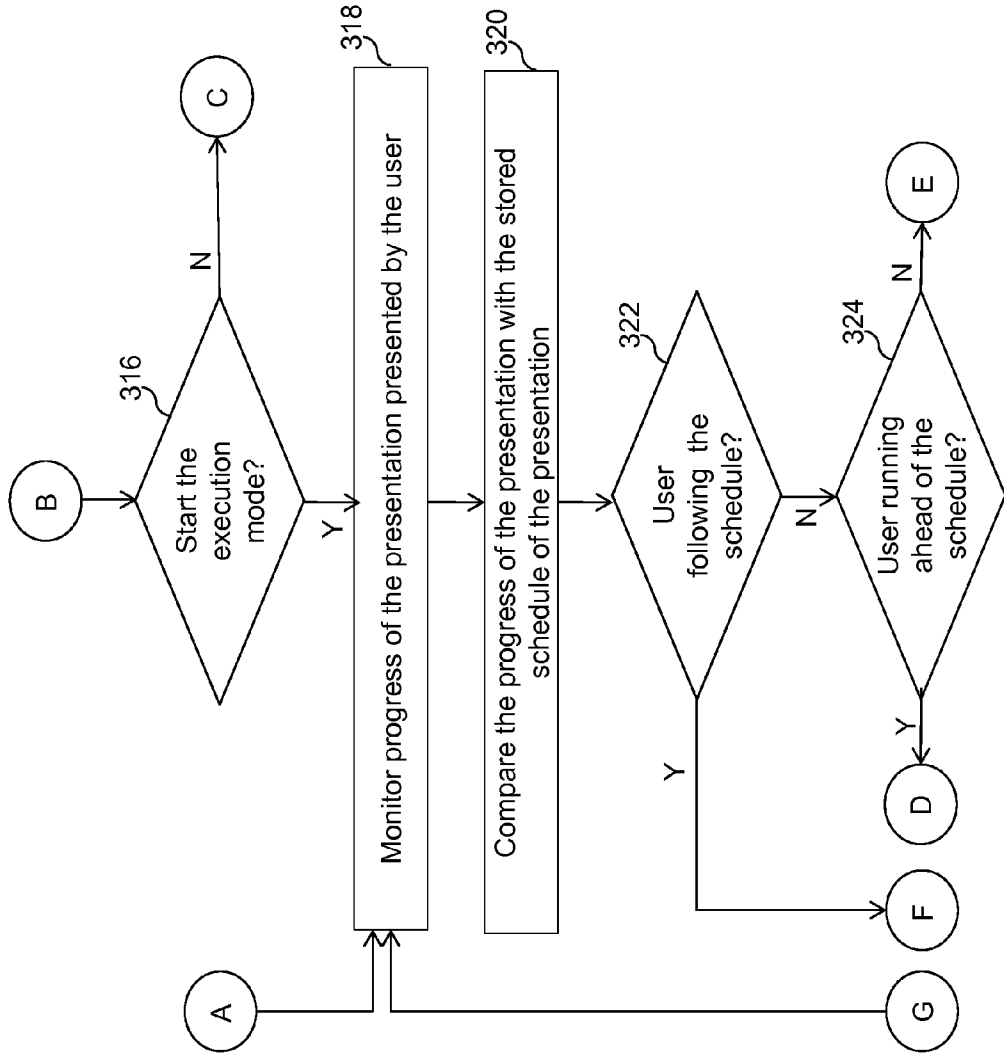 B
316
Start the
execution
mode?
N
C
Y
A
318
Monitor progress of the presentation presented by the user
320
Compare the progress of the presentation with the stored
schedule of the presentation
322
User
following the
schedule?
Y
N
324
User running
ahead of the
schedule?
Y
N
G
F
D
E